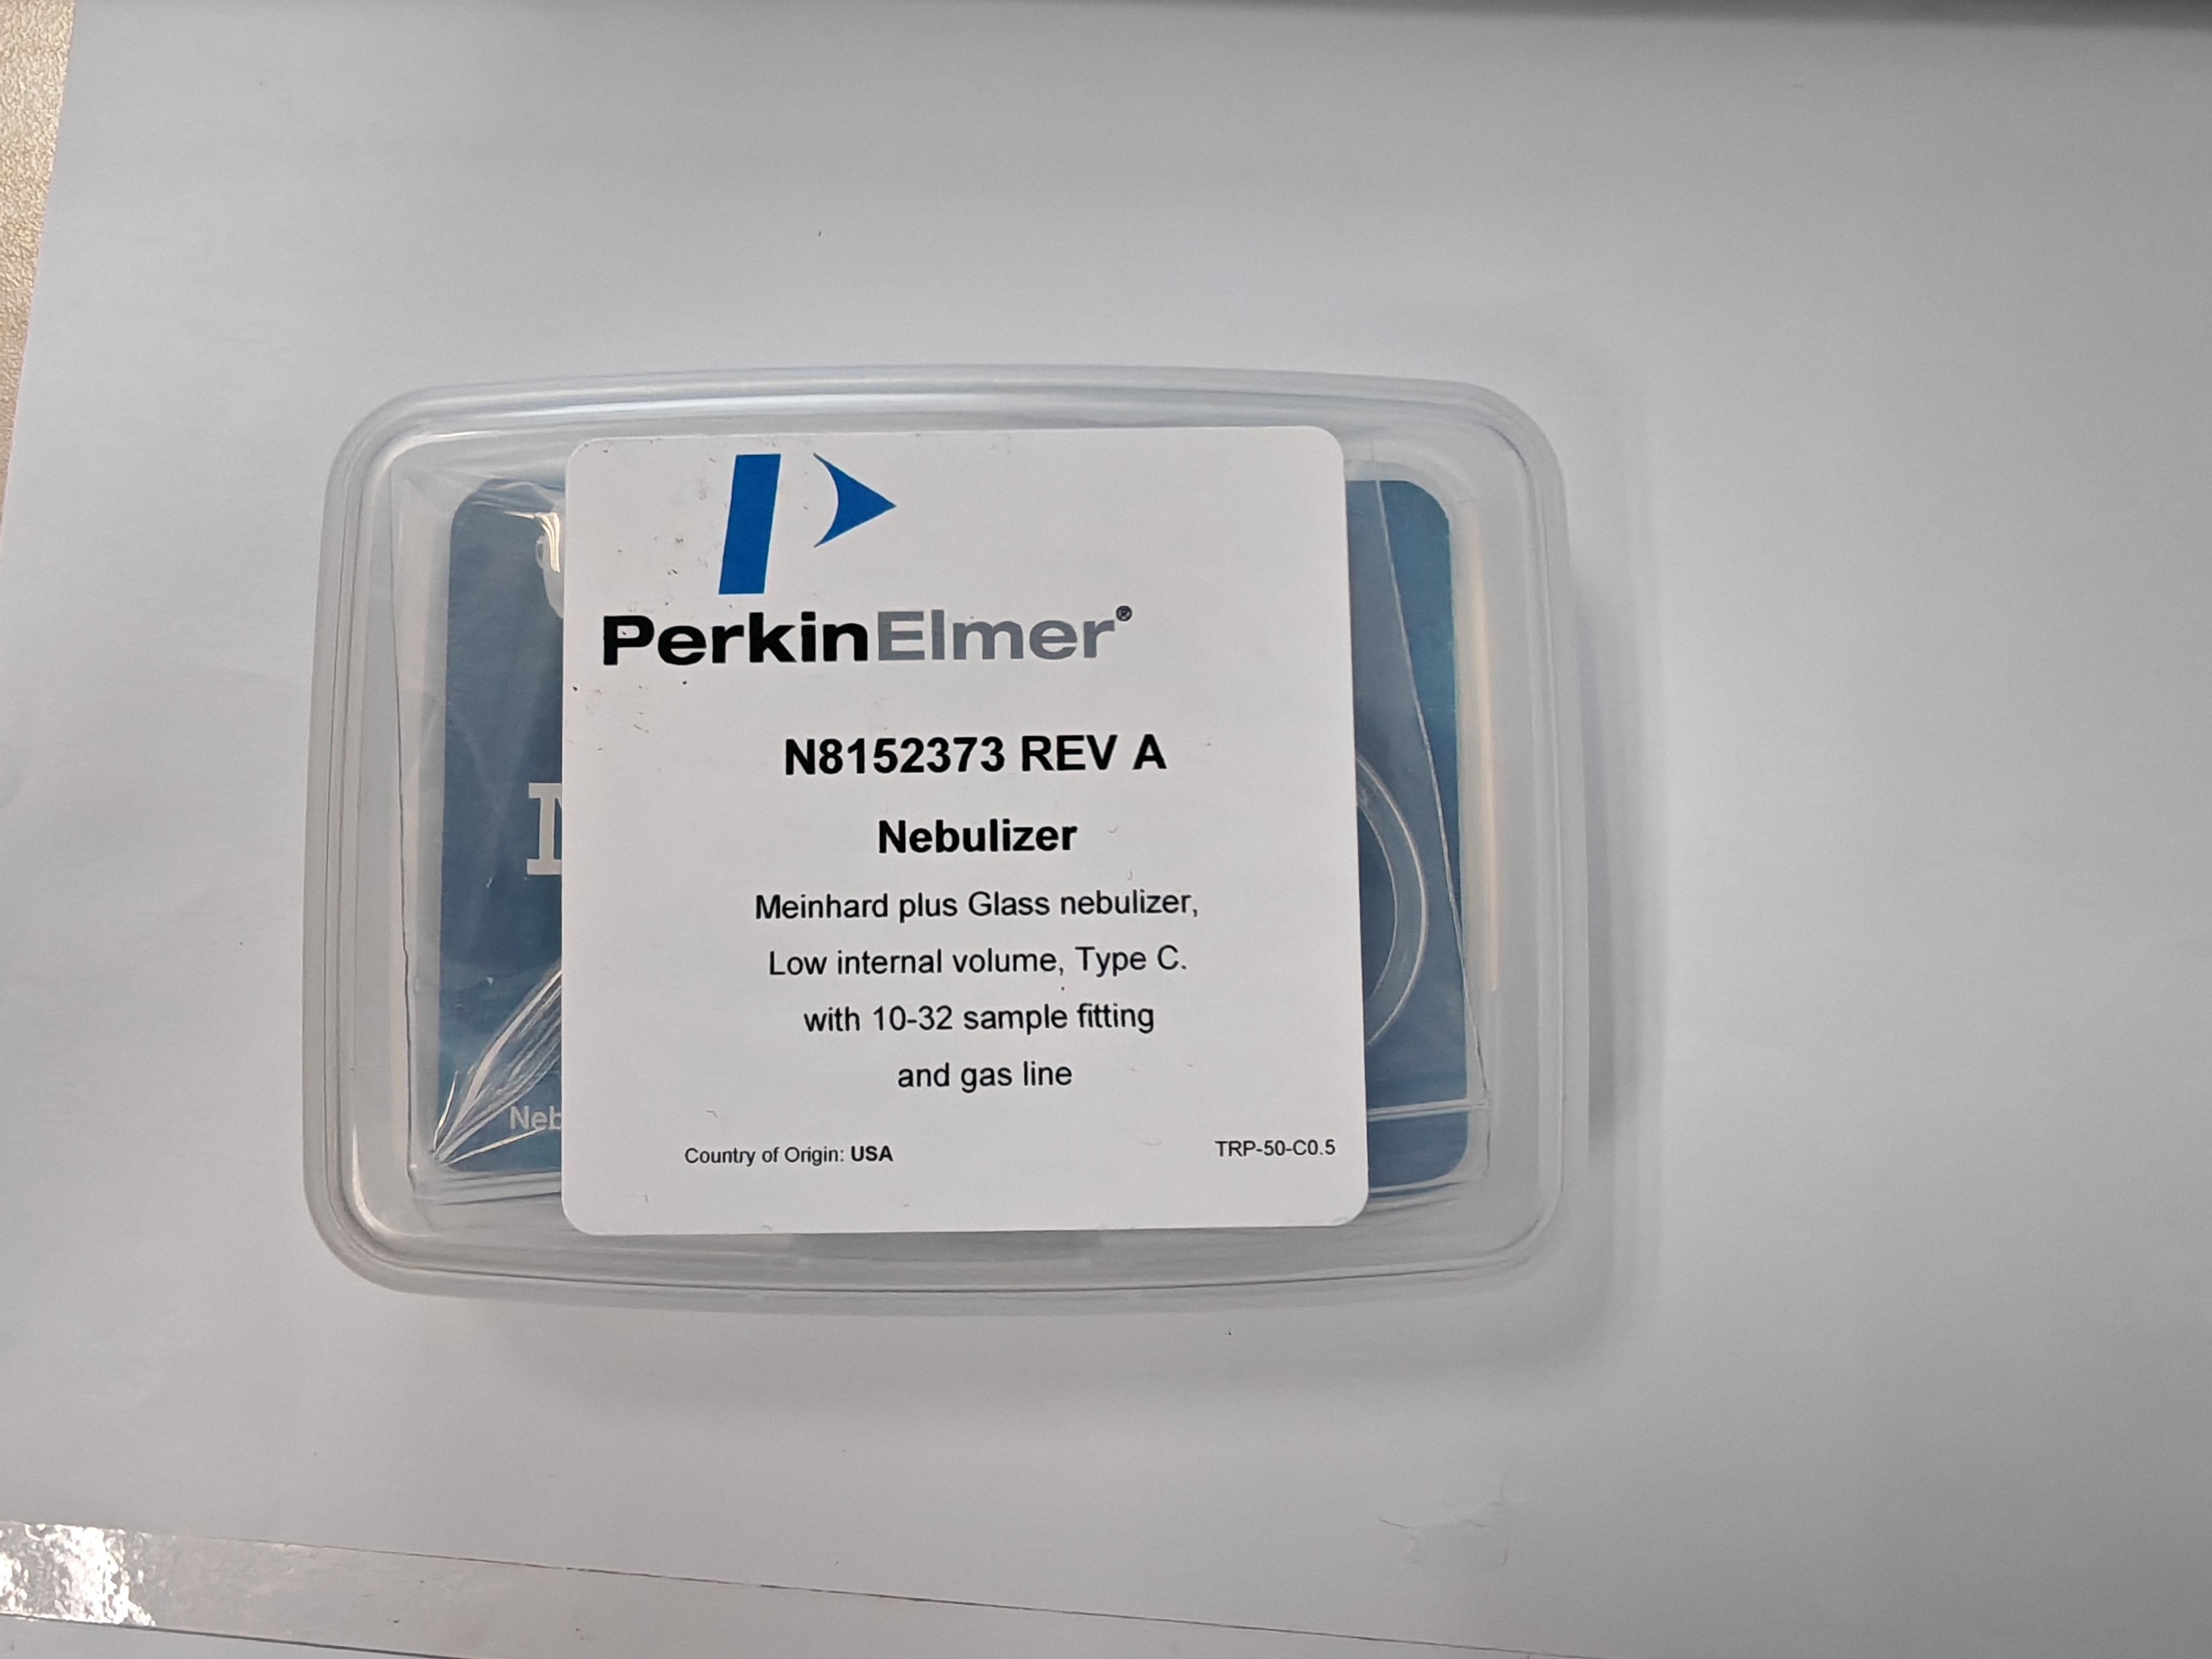 PerkinElmer®
N8152373 REV A
Nebulizer
Meinhard plus Glass nebulizer,
Low internal volume, Type C.
with 10-32 sample fitting
and gas line
Country of Origin: USA
TRP-50-C0.5
Neb